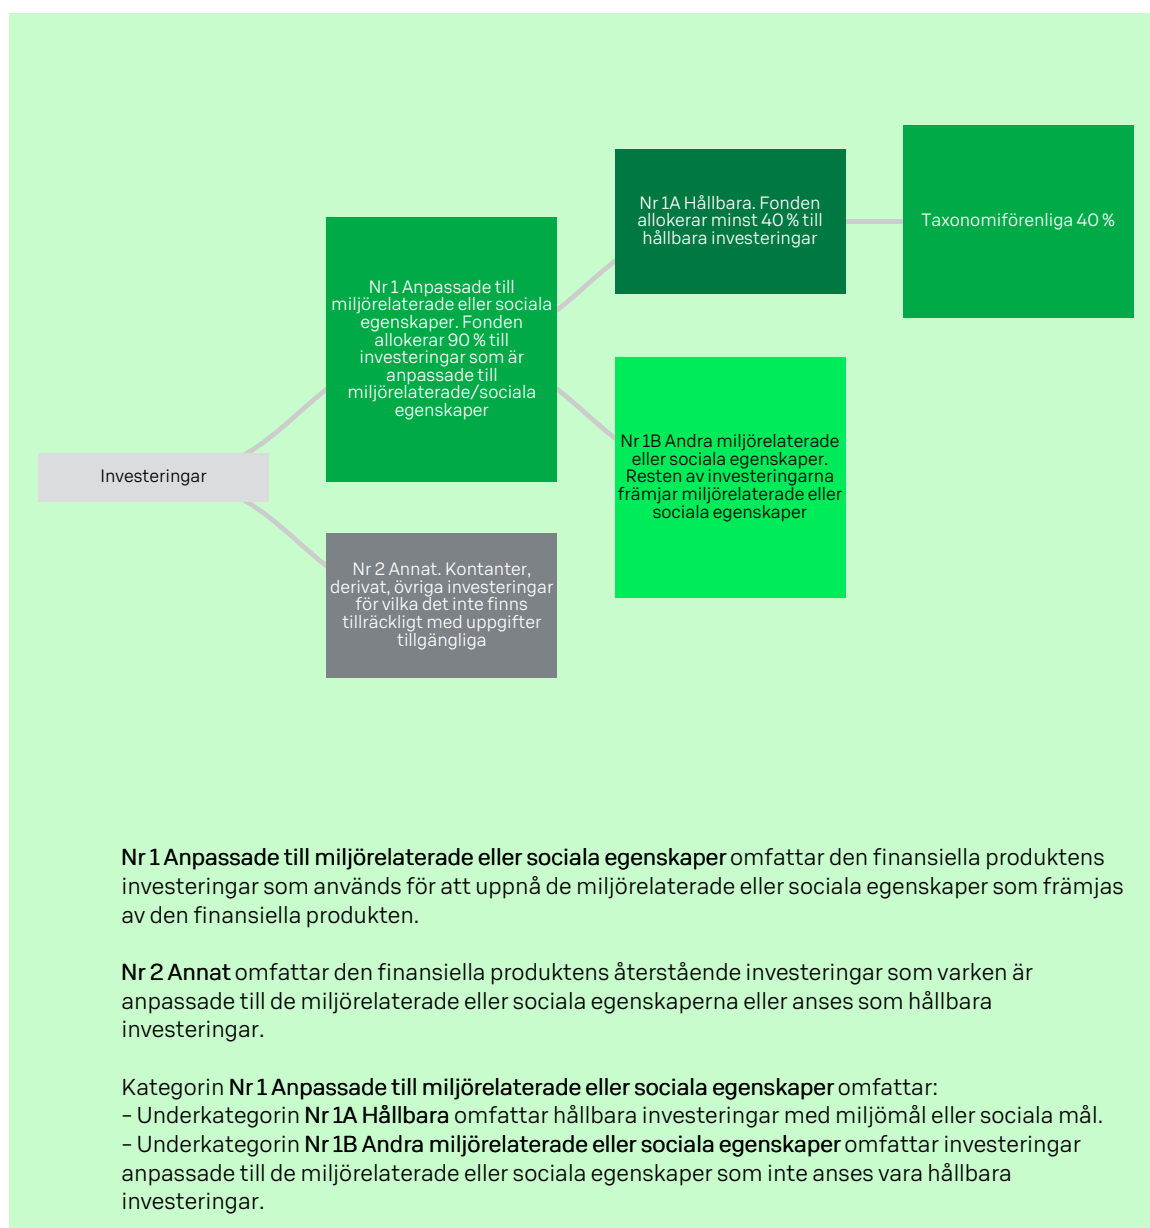 Investeringar
Nr 1 Anpassade till
miljörelaterade eller sociala
egenskaper. Fonden
allokerar 90 % till
investeringar som är
anpassade till
miljörelaterade/sociala
egenskaper
Nr 2 Annat. Kontanter,
derivat, övriga investeringar
för vilka det inte finns
tillräckligt med uppgifter
tillgängliga
Nr 1A Hållbara. Fonden
allokerar minst 40 % till
hållbara investeringar
Nr 1B Andra miljörelaterade
eller sociala egenskaper.
Resten av investeringarna
främjar miljörelaterade eller
sociala egenskaper
Taxonomiförenliga 40 %
Nr 1 Anpassade till miljörelaterade eller sociala egenskaper omfattar den finansiella produktens
investeringar som används för att uppnå de miljörelaterade eller sociala egenskaper som främjas
av den finansiella produkten.
Nr 2 Annat omfattar den finansiella produktens återstående investeringar som varken är
anpassade till de miljörelaterade eller sociala egenskaperna eller anses som hållbara
investeringar.
Kategorin Nr 1 Anpassade till miljörelaterade eller sociala egenskaper omfattar:
– Underkategorin Nr 1A Hållbara omfattar hållbara investeringar med miljömål eller sociala mål.
– Underkategorin Nr 1B Andra miljörelaterade eller sociala egenskaper omfattar investeringar
anpassade till de miljörelaterade eller sociala egenskaper som inte anses vara hållbara
investeringar.